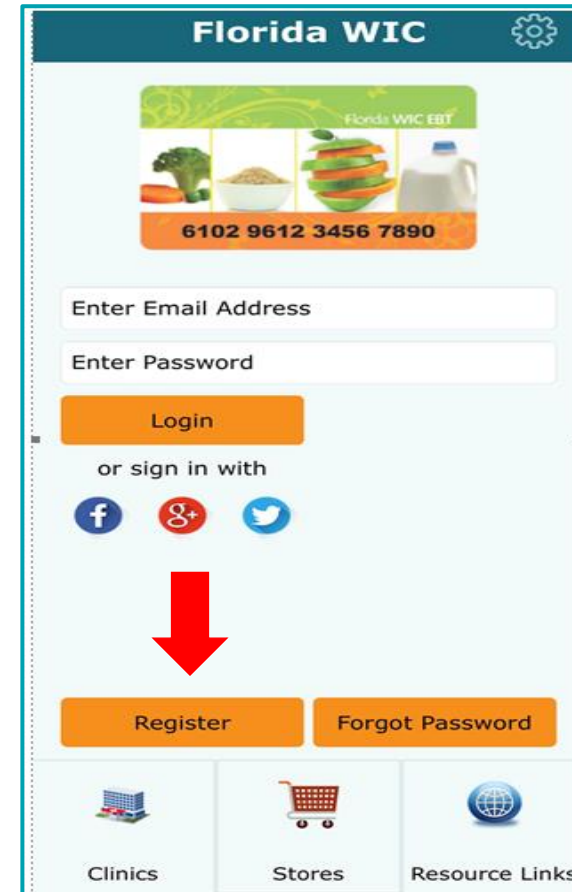 Florida WIC
Florida WIC EBT
6102 9612 3456 7890
Enter Email Address
Enter Password
Login
or sign in with
f 8+
Register Forgot Password
Clinics Stores Resource Links